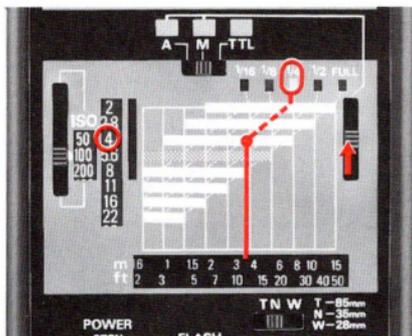 A M TTL
1/16 1/8 1/4 1/2 FULL
ISO
50
100
200
2
2.8
4
5.6
8
11
16
22
m .6 1 1.5 2 3 4 6 8 10 15
ft 2 3 5 7 10 15 20 30 40 50
T N W
T-85mm
N-35mm
W-28mm
POWER
FLASH